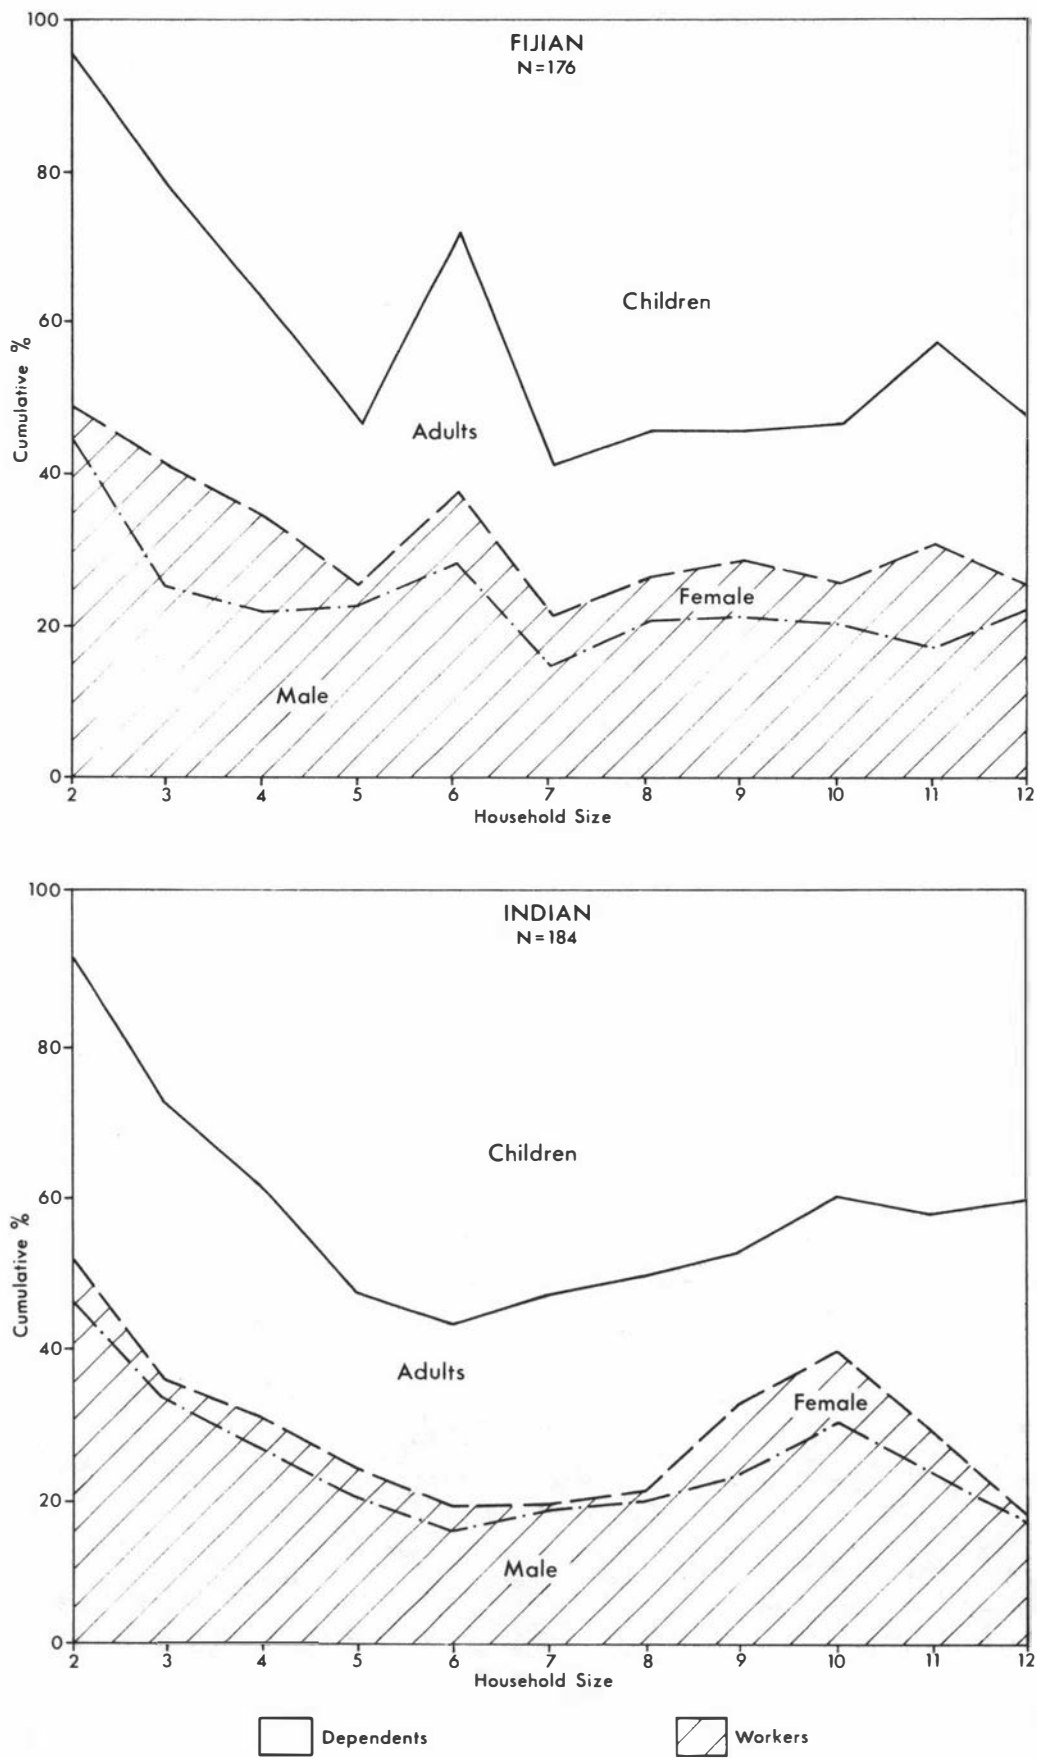 100
FIJIAN
N=176
80
60
Children
Cumulative %
Adults
40
Female
20
Male
0
2 3 4 5 6 7 8 9 10 11 12
Household Size
100
INDIAN
N=184
80
Children
60
Cumulative %
40
Adults
Female
20
Male
0
2 3 4 5 6 7 8 9 10 11 12
Household Size
Dependents Workers